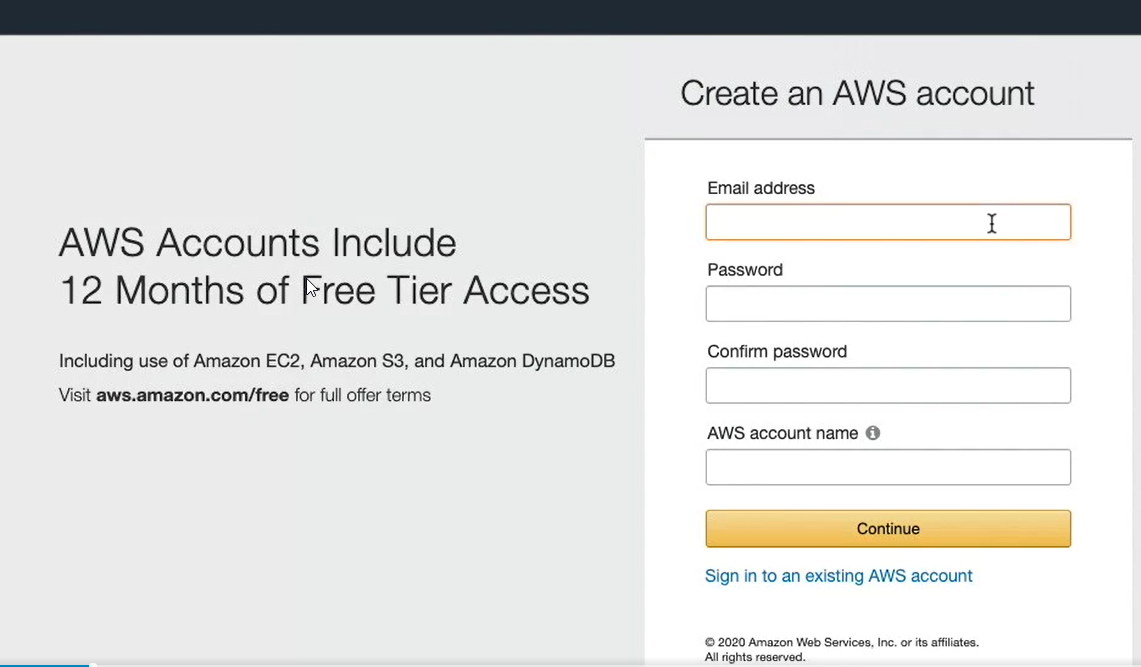 Create an AWS account
AWS Accounts Include
12 Months of Free Tier Access
Including use of Amazon EC2, Amazon S3, and Amazon DynamoDB
Visit aws.amazon.com/free for full offer terms
Email address
Password
Confirm password
AWS account name
Continue
Sign in to an existing AWS account
© 2020 Amazon Web Services, Inc. or its affiliates.
All rights reserved.